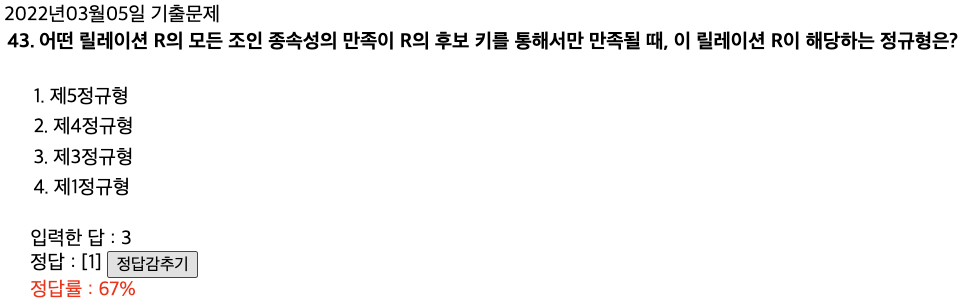 2022년03월05일 기출문제
43. 어떤 릴레이션 R의 모든 조인 종속성의 만족이 R의 후보 키를 통해서만 만족될 때, 이 릴레이션 R이 해당하는 정규형은?
1. 제5정규형
2. 제4정규형
3. 제3정규형
4. 제1정규형
입력한 답 : 3
정답 : [1] 정답감추기
정답률 : 67%